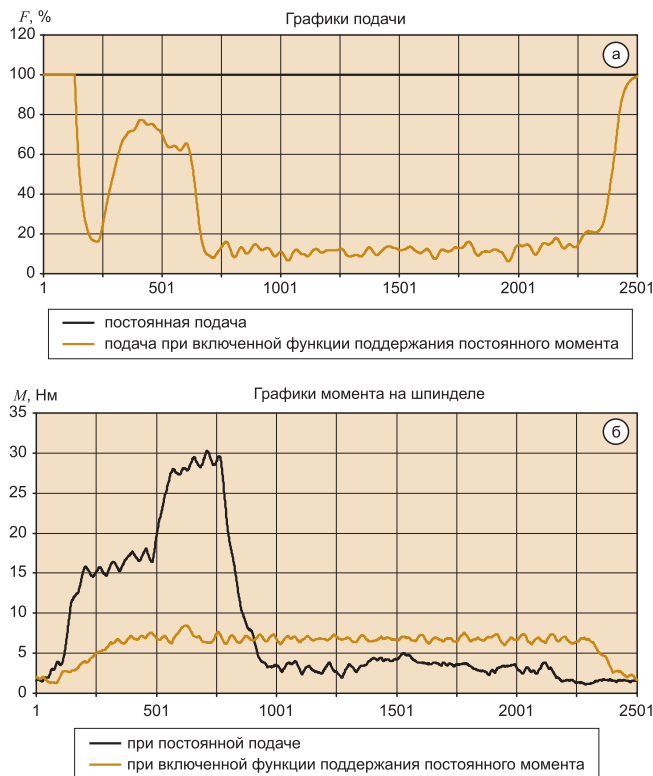 F, %
Графики подачи
а
120
100
80
60
40
20
0
1 501 1001 1501 2001 2501
постоянная подача
подача при включенной функции поддержания постоянного момента
M, Нм
Графики момента на шпинделе
б
35
30
25
20
15
10
5
0
1 501 1001 1501 2001 2501
при постоянной подаче
при включенной функции поддержания постоянного момента